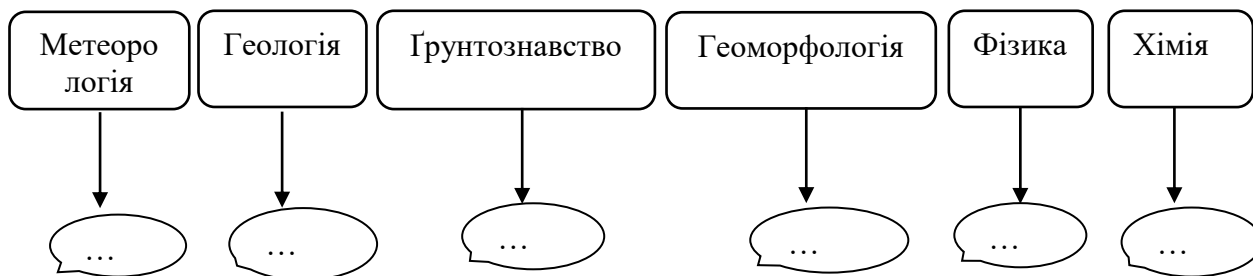 Метеоро
логія
Геологія
Ґрунтознавство
Геоморфологія
Фізика
Хімія
…
…
…
…
…
…